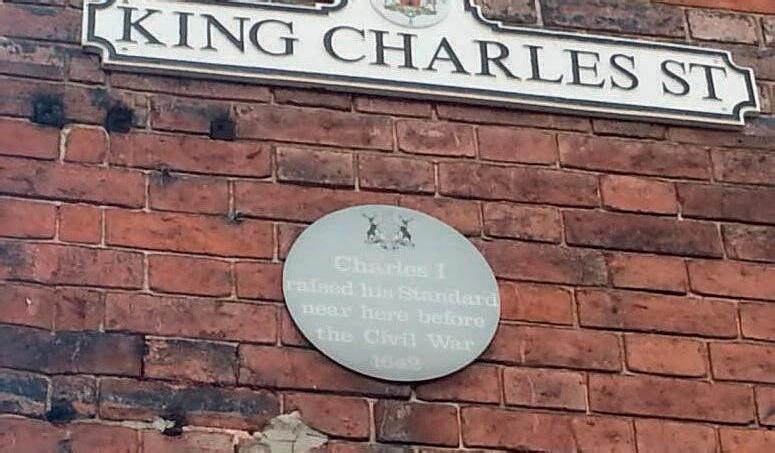 KING CHARLES ST
Charles I
raised his Standard
near here before
the Civil War
1642